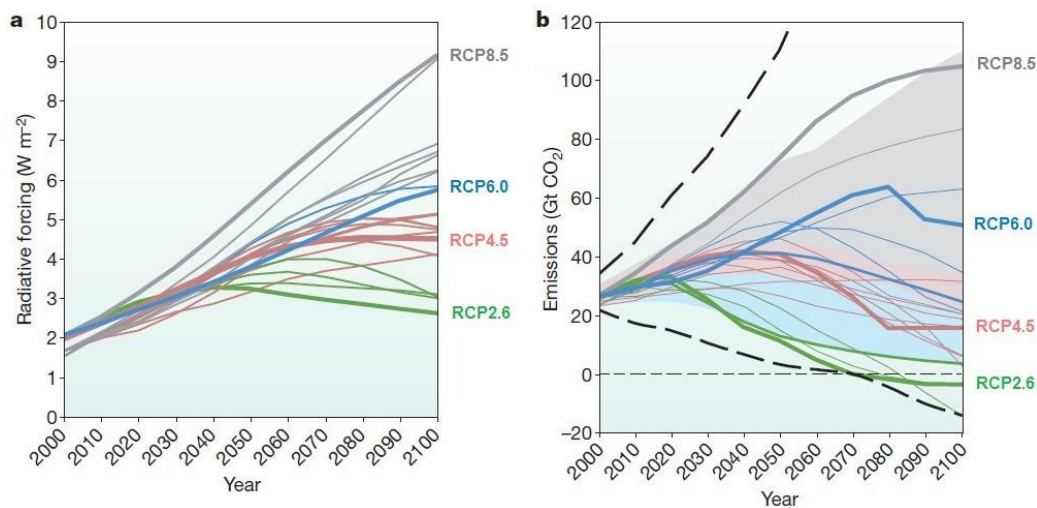 a
10
9
8
7
6
5
4
3
2
1
0
Radiative forcing (W m⁻²)
2000 2010 2020 2030 2040 2050 2060 2070 2080 2090 2100
Year
RCP8.5
RCP6.0
RCP4.5
RCP2.6
b
120
100
80
60
40
20
0
–20
Emissions (Gt CO₂)
2000 2010 2020 2030 2040 2050 2060 2070 2080 2090 2100
Year
RCP8.5
RCP6.0
RCP4.5
RCP2.6